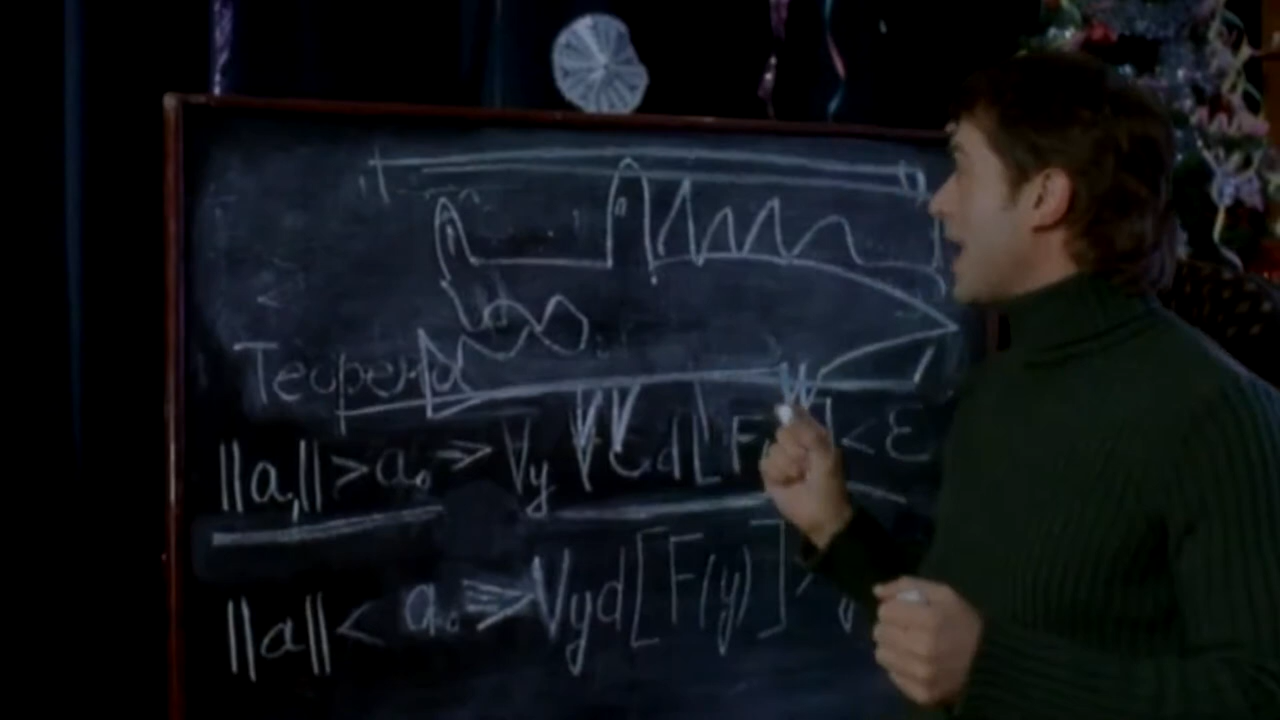 Теорема
||a₁|| > a₀ ⇒ ∀y ∀ε d[F < ε
||a|| < a₀ ⇒ ∀y d[F(y)] >